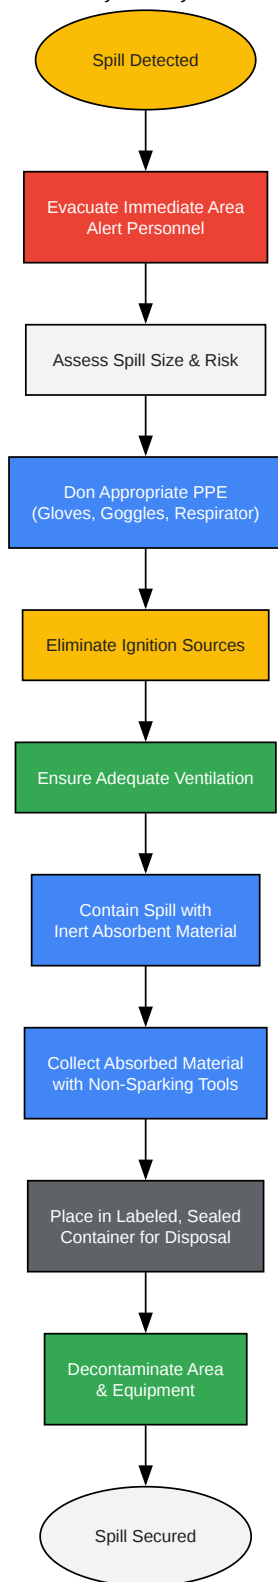 Spill Detected
Evacuate Immediate Area
Alert Personnel
Assess Spill Size & Risk
Don Appropriate PPE
(Gloves, Goggles, Respirator)
Eliminate Ignition Sources
Ensure Adequate Ventilation
Contain Spill with
Inert Absorbent Material
Collect Absorbed Material
with Non-Sparking Tools
Place in Labeled, Sealed
Container for Disposal
Decontaminate Area
& Equipment
Spill Secured